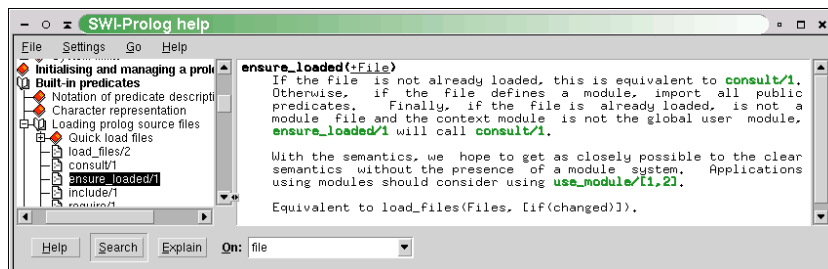 SWI-Prolog help
File Settings Go Help
Initialising and managing a prol
Built-in predicates
Notation of predicate descripti
Character representation
Loading prolog source files
Quick load files
load_files/2
consult/1
ensure_loaded/1
include/1
require/1
ensure_loaded(+File)
If the file is not already loaded, this is equivalent to consult/1.
Otherwise, if the file defines a module, import all public
predicates. Finally, if the file is already loaded, is not a
module file and the context module is not the global user module,
ensure_loaded/1 will call consult/1.
With the semantics, we hope to get as closely possible to the clear
semantics without the presence of a module system. Applications
using modules should consider using use_module/[1,2].
Equivalent to load_files(Files, [if(changed)]).
Help Search Explain On: file